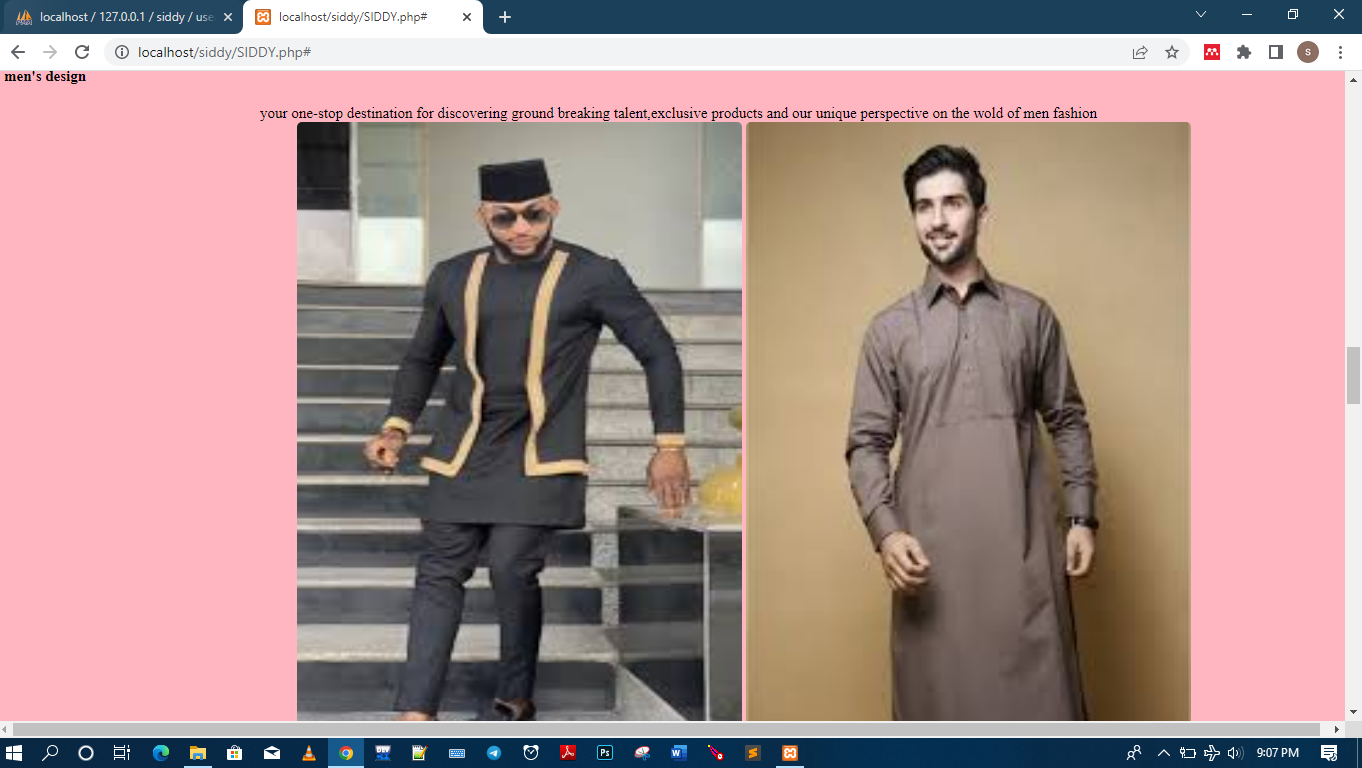 localhost / 127.0.0.1 / siddy / use
localhost/siddy/SIDDY.php#
localhost/siddy/SIDDY.php#
S
men's design
your one-stop destination for discovering ground breaking talent,exclusive products and our unique perspective on the wold of men fashion
9:07 PM